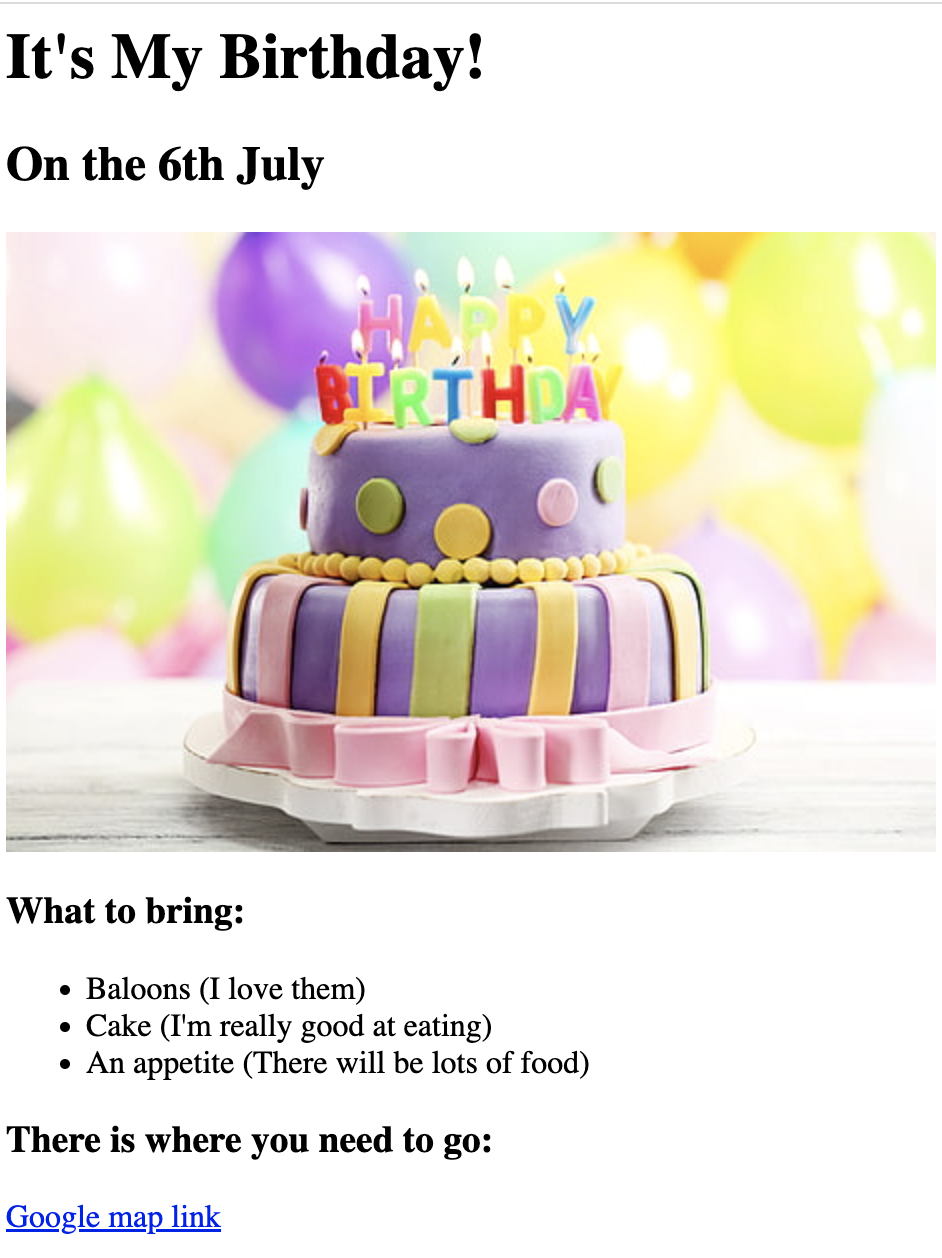 It's My Birthday!
On the 6th July
HAPPY
BIRTHDAY
What to bring:
Baloons (I love them)
Cake (I'm really good at eating)
An appetite (There will be lots of food)
There is where you need to go:
Google map link